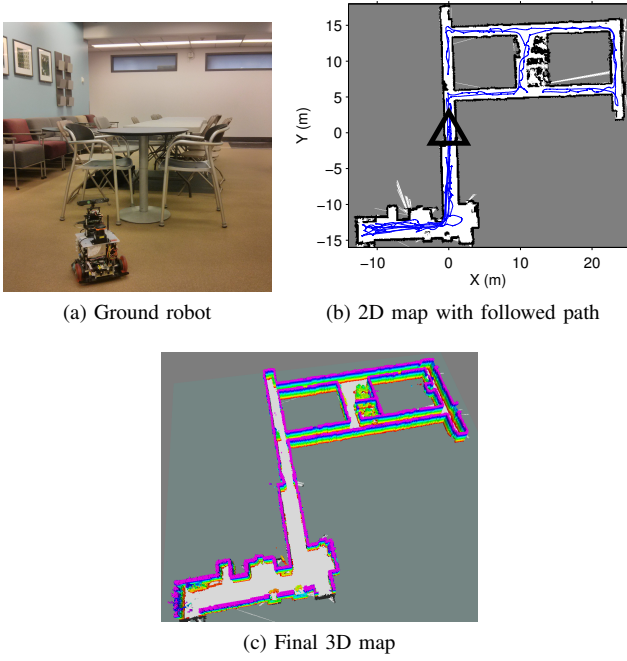 15
10
5
0
−5
−10
−15
Y (m)
−10 0 10 20
X (m)
(a) Ground robot
(b) 2D map with followed path
(c) Final 3D map